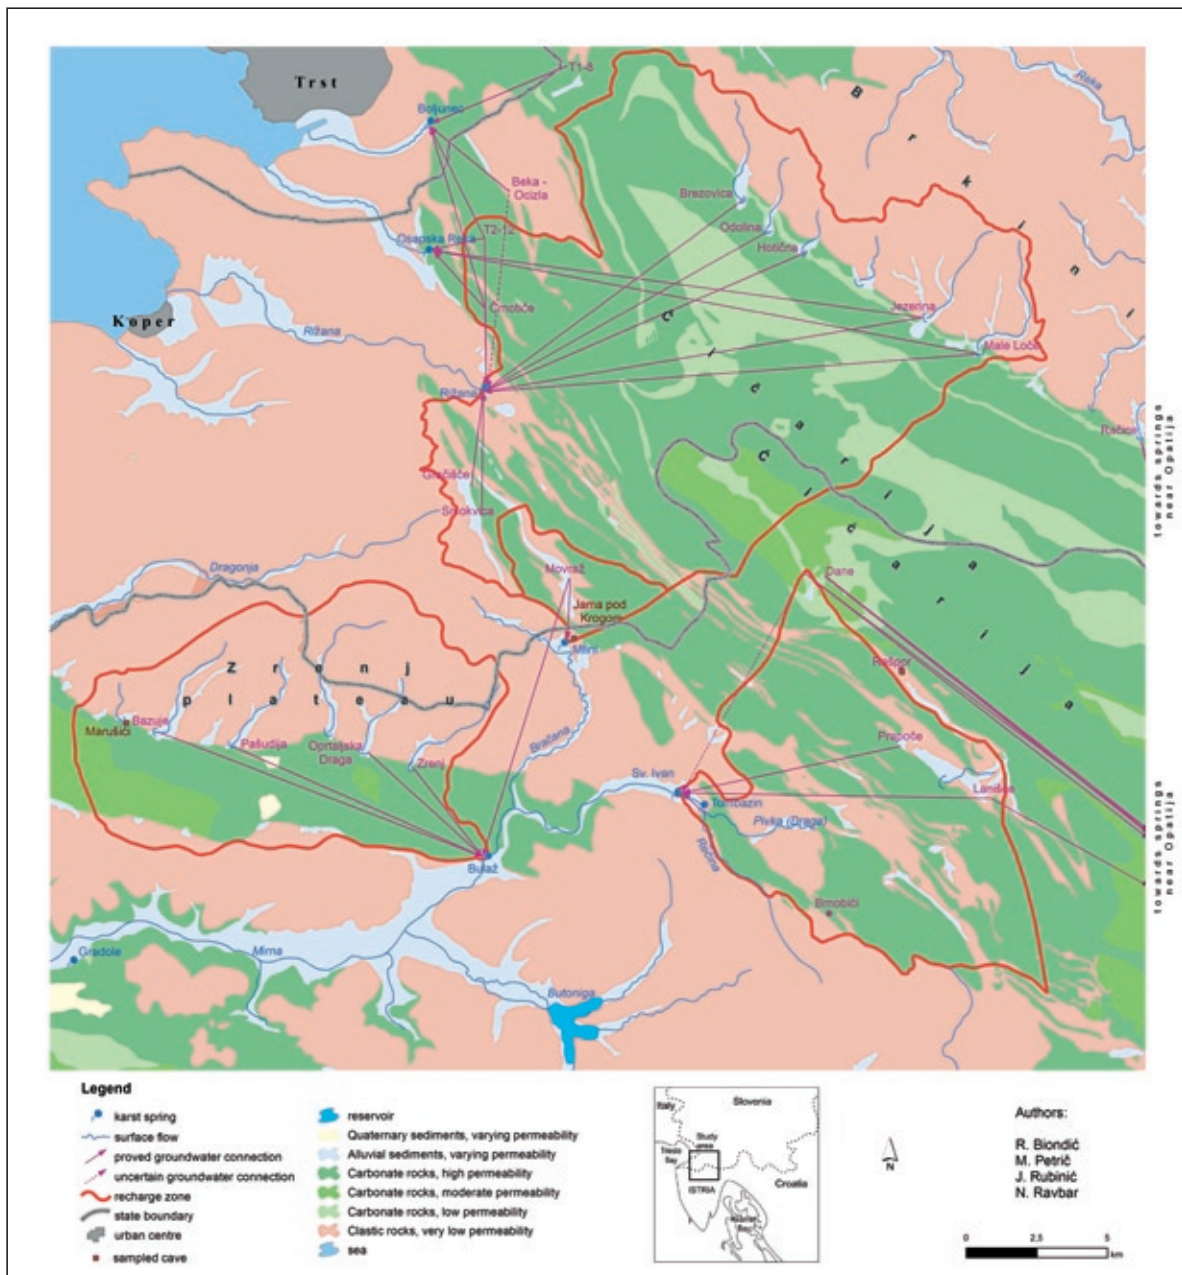 Trst
T1-8
Boljunec
Reka
B r k i n i
Beka -
Ocizla
Brezovica
T2-12
Odolina
Osapska Reka
Hotična
Jezerina
Črnotiče
Koper
Rižana
Male Loče
Č i č a r i j a
Rižana
Račice
towards springs
near Opatija
Gračišče
Smokvica
Ć i ć a r i j a
Dragonja
Movraž
Dane
Jama pod
Krogom
Mlini
Z r e n j
Rašpor
p l a t e a u
Marušići
Bazuje
Pašudija
Oprtaljska
Draga
Zrenj
Bračana
Prapoče
Sv. Ivan
Lanišće
Tombazin
Pivka (Draga)
Rečina
towards springs
near Opatija
Bulaž
Brnobići
Gradole
Mirna
Butoniga
Legend
karst spring
surface flow
proved groundwater connection
uncertain groundwater connection
recharge zone
state boundary
urban centre
sampled cave
reservoir
Quaternary sediments, varying permeability
Alluvial sediments, varying permeability
Carbonate rocks, high permeability
Carbonate rocks, moderate permeability
Carbonate rocks, low permeability
Clastic rocks, very low permeability
sea
Italy
Slovenia
Study
area
Trieste
Bay
ISTRIA
Croatia
Kvarner
Bay
N
Authors:
R. Biondić
M. Petrič
J. Rubinić
N. Ravbar
0 2,5 5
km